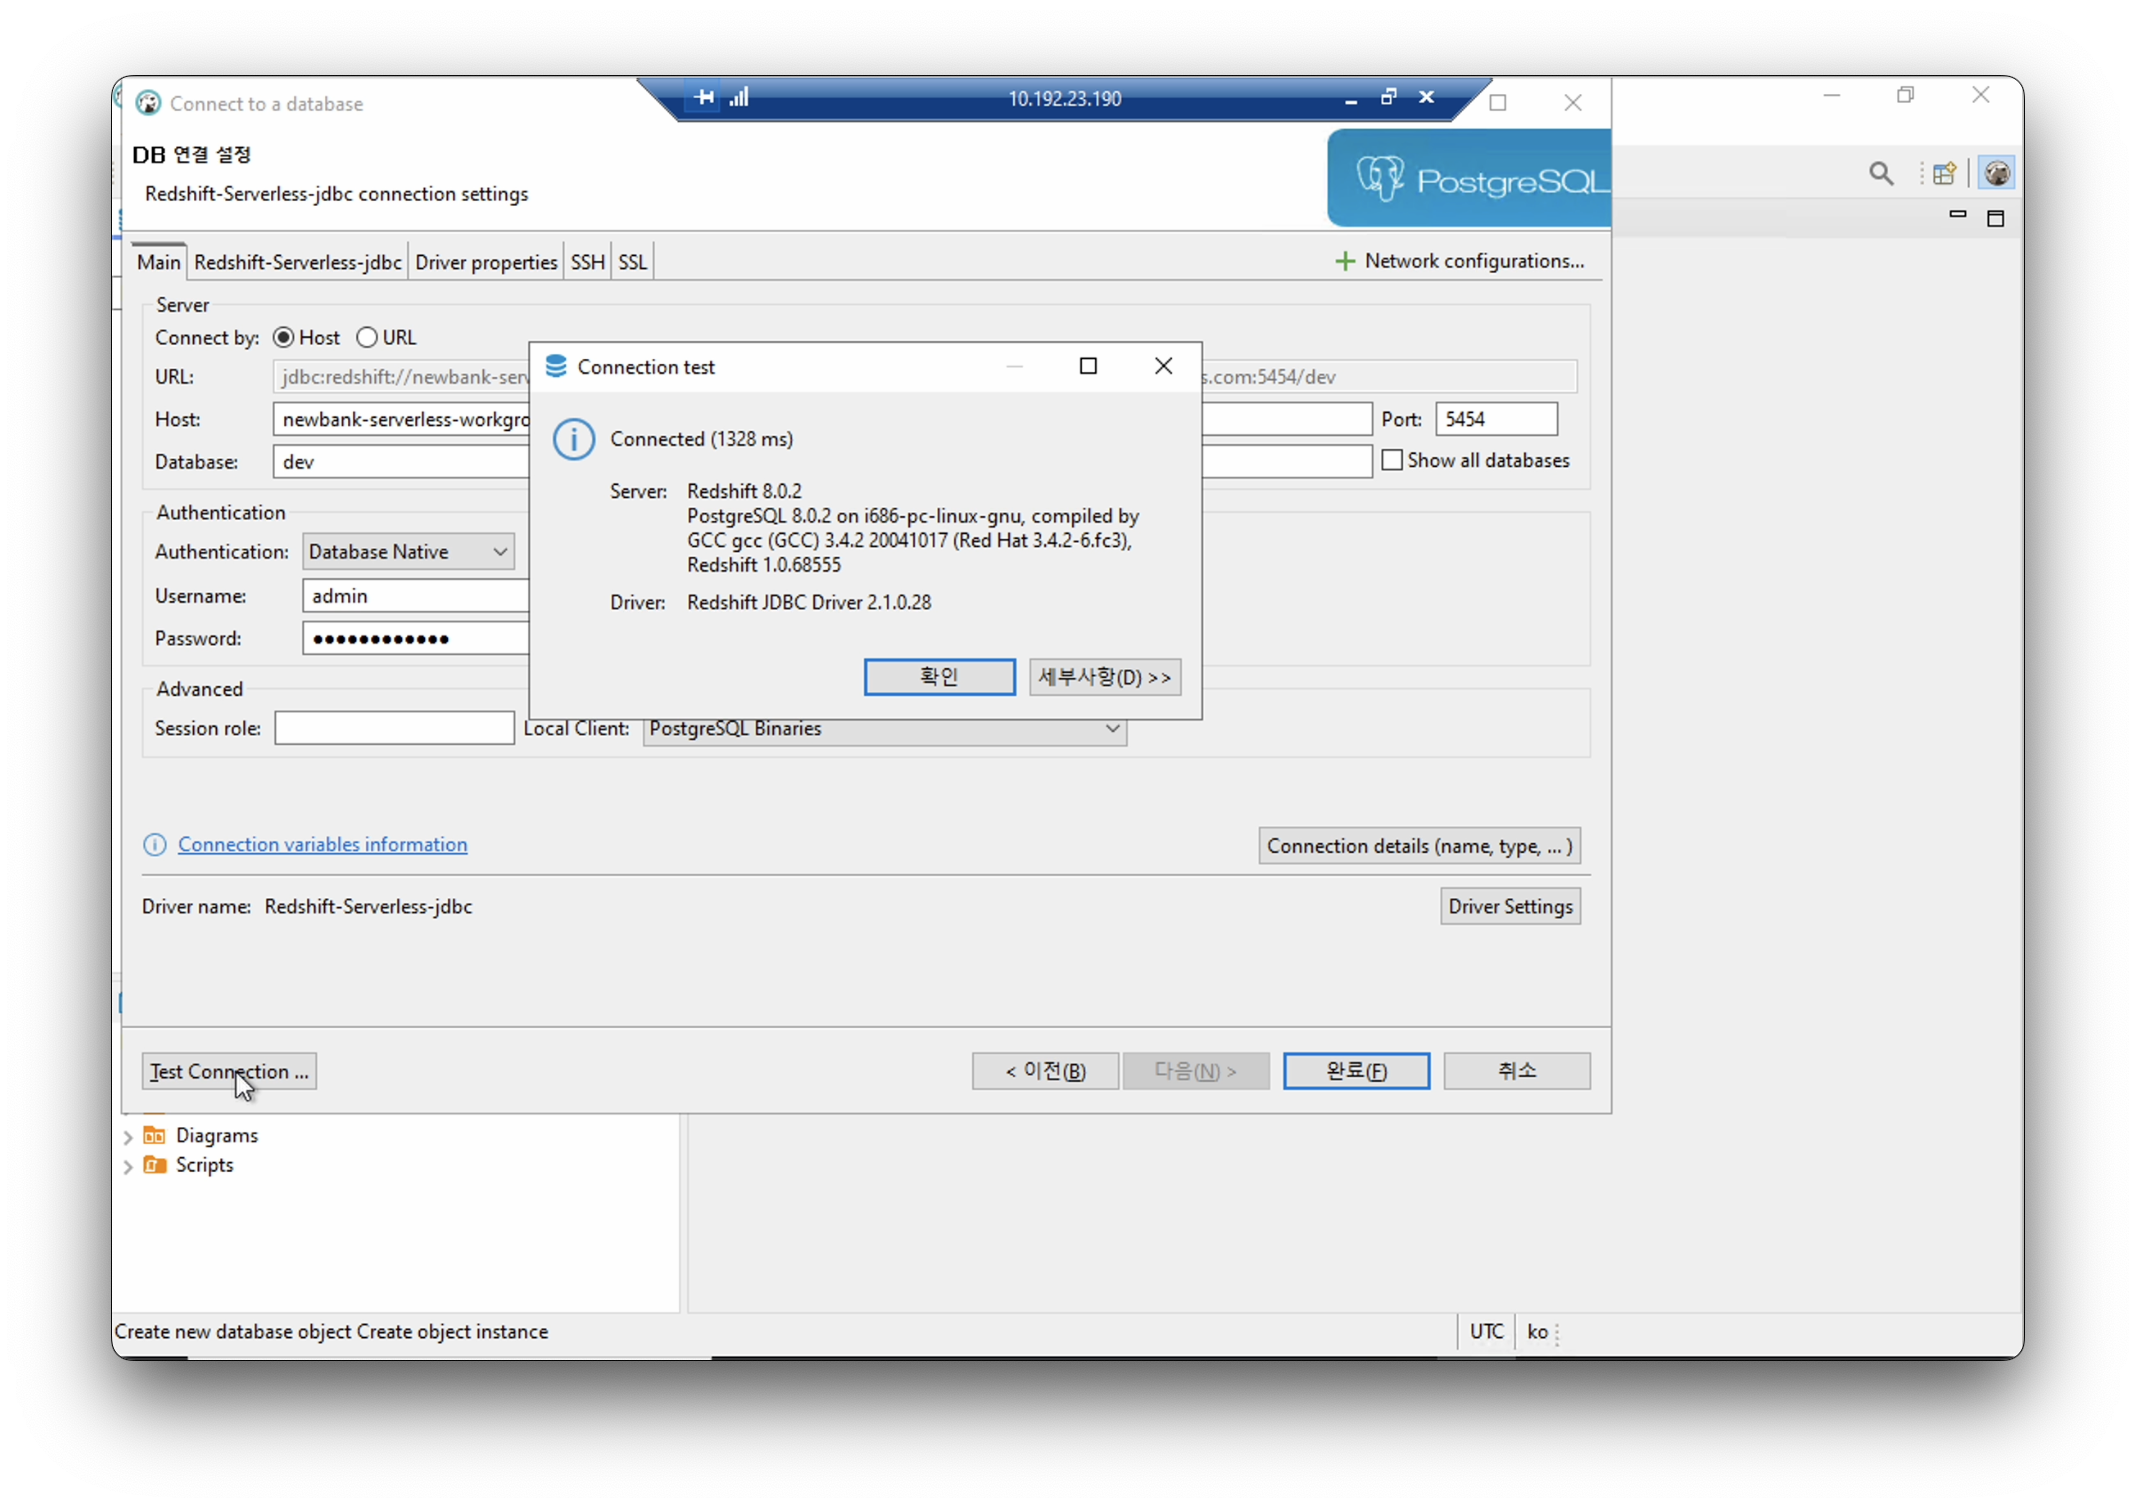 Connect to a database
10.192.23.190
DB 연결 설정
Redshift-Serverless-jdbc connection settings
PostgreSQL
Main
Redshift-Serverless-jdbc
Driver properties
SSH
SSL
Network configurations...
Server
Connect by: Host URL
URL: jdbc:redshift://newbank-serv s.com:5454/dev
Host: newbank-serverless-workgro Port: 5454
Database: dev Show all databases
Authentication
Authentication: Database Native
Username: admin
Password: ••••••••••••
Advanced
Session role: Local Client: PostgreSQL Binaries
Connection test
Connected (1328 ms)
Server: Redshift 8.0.2
PostgreSQL 8.0.2 on i686-pc-linux-gnu, compiled by
GCC gcc (GCC) 3.4.2 20041017 (Red Hat 3.4.2-6.fc3),
Redshift 1.0.68555
Driver: Redshift JDBC Driver 2.1.0.28
확인
세부사항(D) >>
Connection variables information
Connection details (name, type, ... )
Driver name: Redshift-Serverless-jdbc
Driver Settings
Test Connection ...
< 이전(B)
다음(N) >
완료(F)
취소
Diagrams
Scripts
Create new database object Create object instance
UTC
ko